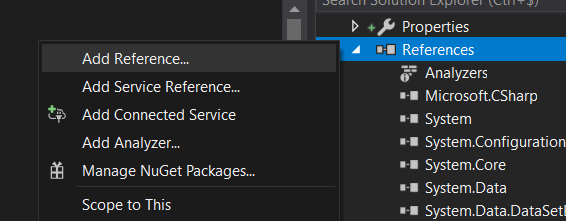 Search Solution Explorer (Ctrl+$)
Properties
References
Analyzers
Microsoft.CSharp
System
System.Configuration
System.Core
System.Data
System.Data.DataSet
Add Reference...
Add Service Reference...
Add Connected Service
Add Analyzer...
Manage NuGet Packages...
Scope to This